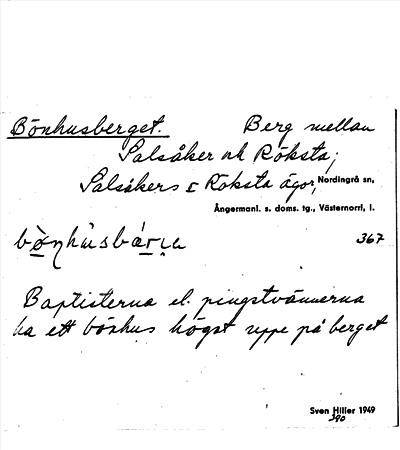 Bönhusberget. Berg mellan
Salsåker och Röksta;
Salsåkers o Röksta ägor, Nordingrå sn,
Ångermanl. s. doms. tg., Västernorrl. l.
367
Baptisterna el. pingstvännerna
ha ett bönhus högst uppe på berget
Sven Hiller 1949
390